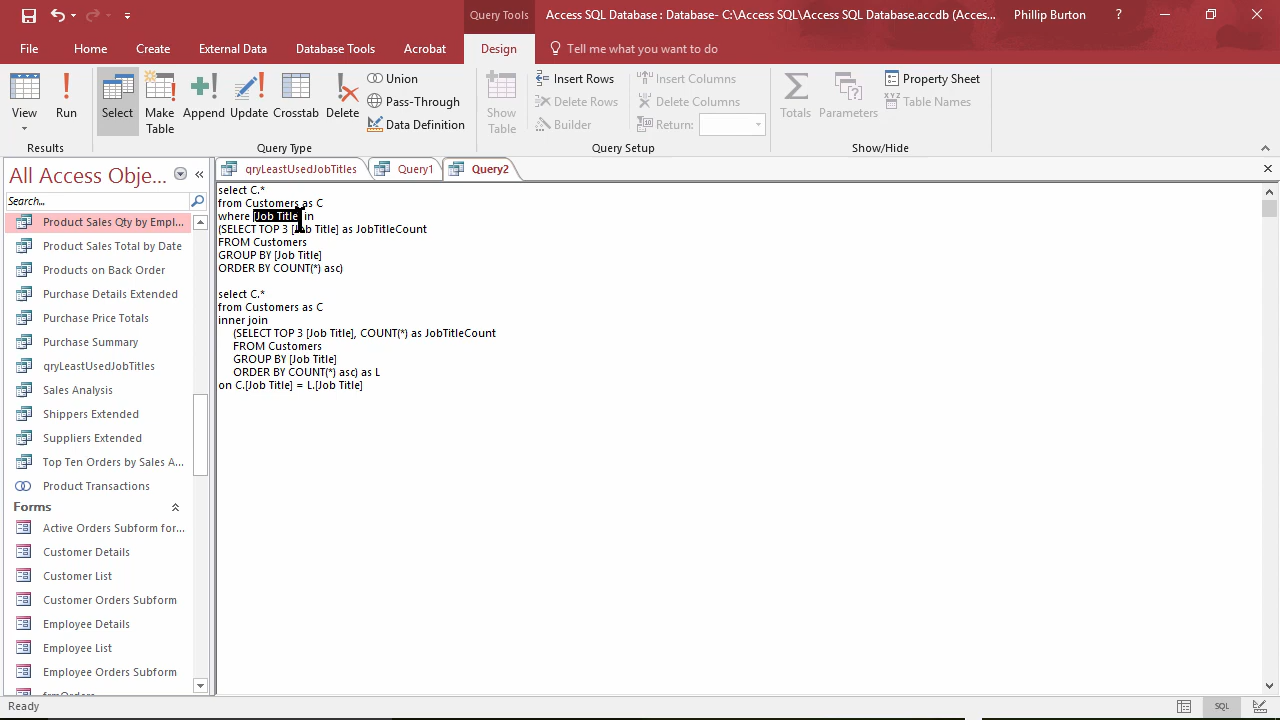 Query Tools
Access SQL Database : Database- C:\Access SQL\Access SQL Database.accdb (Acces...
Phillip Burton
?
File
Home
Create
External Data
Database Tools
Acrobat
Design
Tell me what you want to do
View
Run
Select
Make Table
Append
Update
Crosstab
Delete
Union
Pass-Through
Data Definition
Show Table
Insert Rows
Delete Rows
Builder
Insert Columns
Delete Columns
Return:
Totals
Parameters
Property Sheet
Table Names
Results
Query Type
Query Setup
Show/Hide
All Access Obje...
Search...
Product Sales Qty by Empl...
Product Sales Total by Date
Products on Back Order
Purchase Details Extended
Purchase Price Totals
Purchase Summary
qryLeastUsedJobTitles
Sales Analysis
Shippers Extended
Suppliers Extended
Top Ten Orders by Sales A...
Product Transactions
Forms
Active Orders Subform for...
Customer Details
Customer List
Customer Orders Subform
Employee Details
Employee List
Employee Orders Subform
frmOrders
qryLeastUsedJobTitles
Query1
Query2
select C.*
from Customers as C
where [Job Title] in
(SELECT TOP 3 [Job Title] as JobTitleCount
FROM Customers
GROUP BY [Job Title]
ORDER BY COUNT(*) asc)
select C.*
from Customers as C
inner join
(SELECT TOP 3 [Job Title], COUNT(*) as JobTitleCount
FROM Customers
GROUP BY [Job Title]
ORDER BY COUNT(*) asc) as L
on C.[Job Title] = L.[Job Title]
Ready
SQL